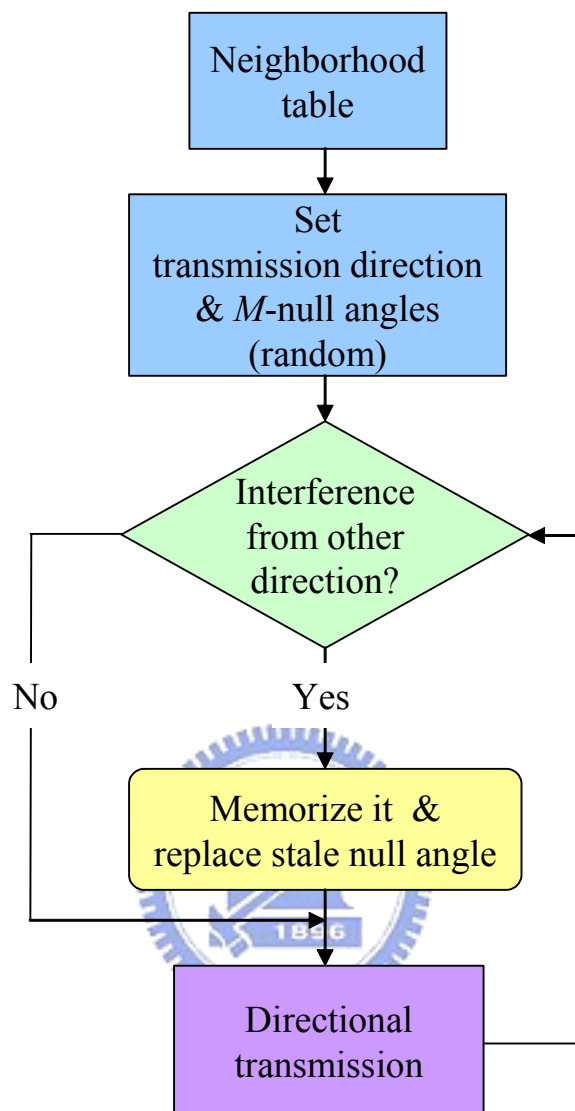 Neighborhood
table
Set
transmission direction
& M-null angles
(random)
Interference
from other
direction?
No
Yes
Memorize it &
replace stale null angle
1896
Directional
transmission